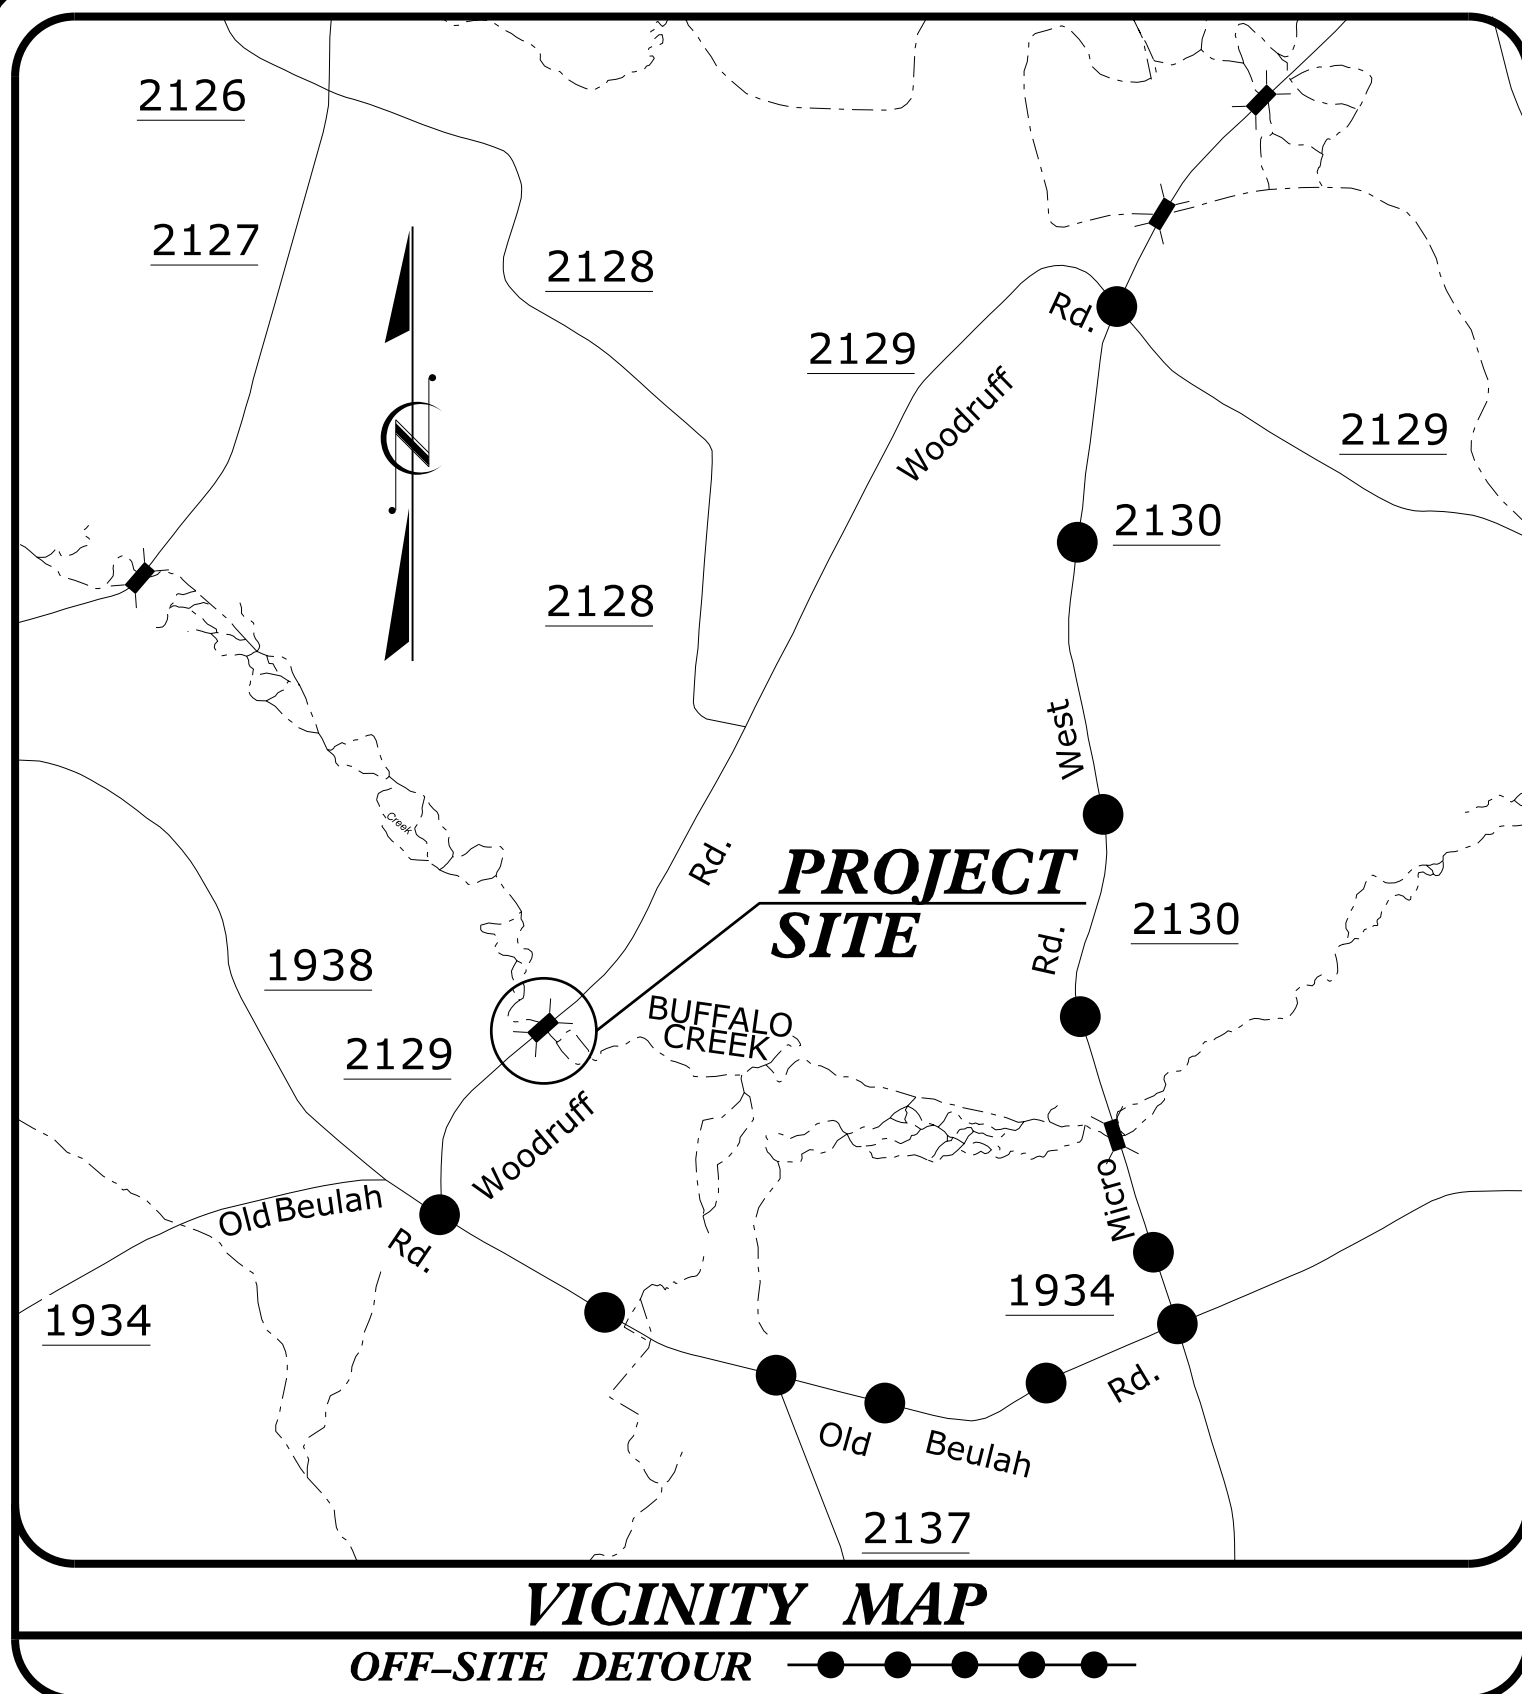 2126
2127
2128
Rd.
2129
Woodruff
2129
2130
2128
West
Creek
Rd.
PROJECT
SITE
2130
Rd.
1938
BUFFALO
CREEK
2129
Woodruff
Micro
Old Beulah
Rd.
1934
1934
Rd.
Old Beulah
2137
VICINITY MAP
OFF-SITE DETOUR